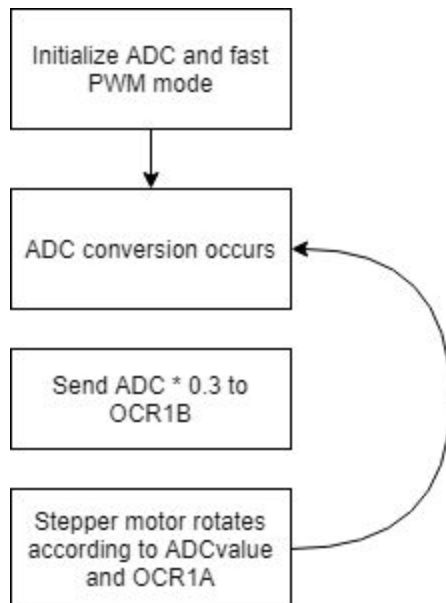 Initialize ADC and fast
PWM mode
ADC conversion occurs
Send ADC * 0.3 to
OCR1B
Stepper motor rotates
according to ADCvalue
and OCR1A